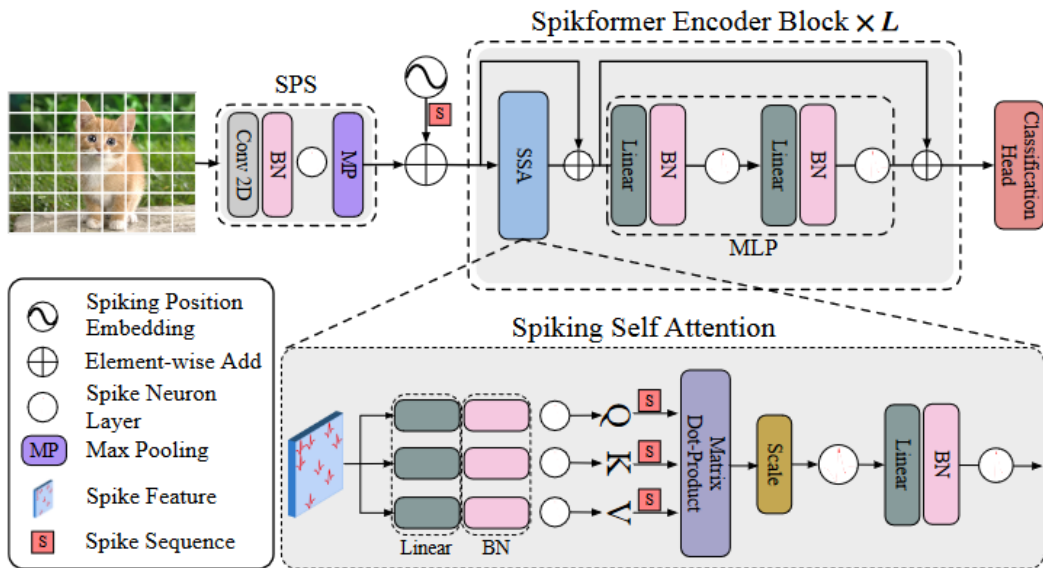 Spikformer Encoder Block × L
SPS
S
Conv 2D
BN
MP
SSA
Linear
BN
Linear
BN
MLP
Classification
Head
Spiking Position
Embedding
Element-wise Add
Spike Neuron
Layer
MP
Max Pooling
Spike Feature
S
Spike Sequence
Spiking Self Attention
Linear
BN
Q
K
V
S
S
S
Matrix
Dot-Product
Scale
Linear
BN